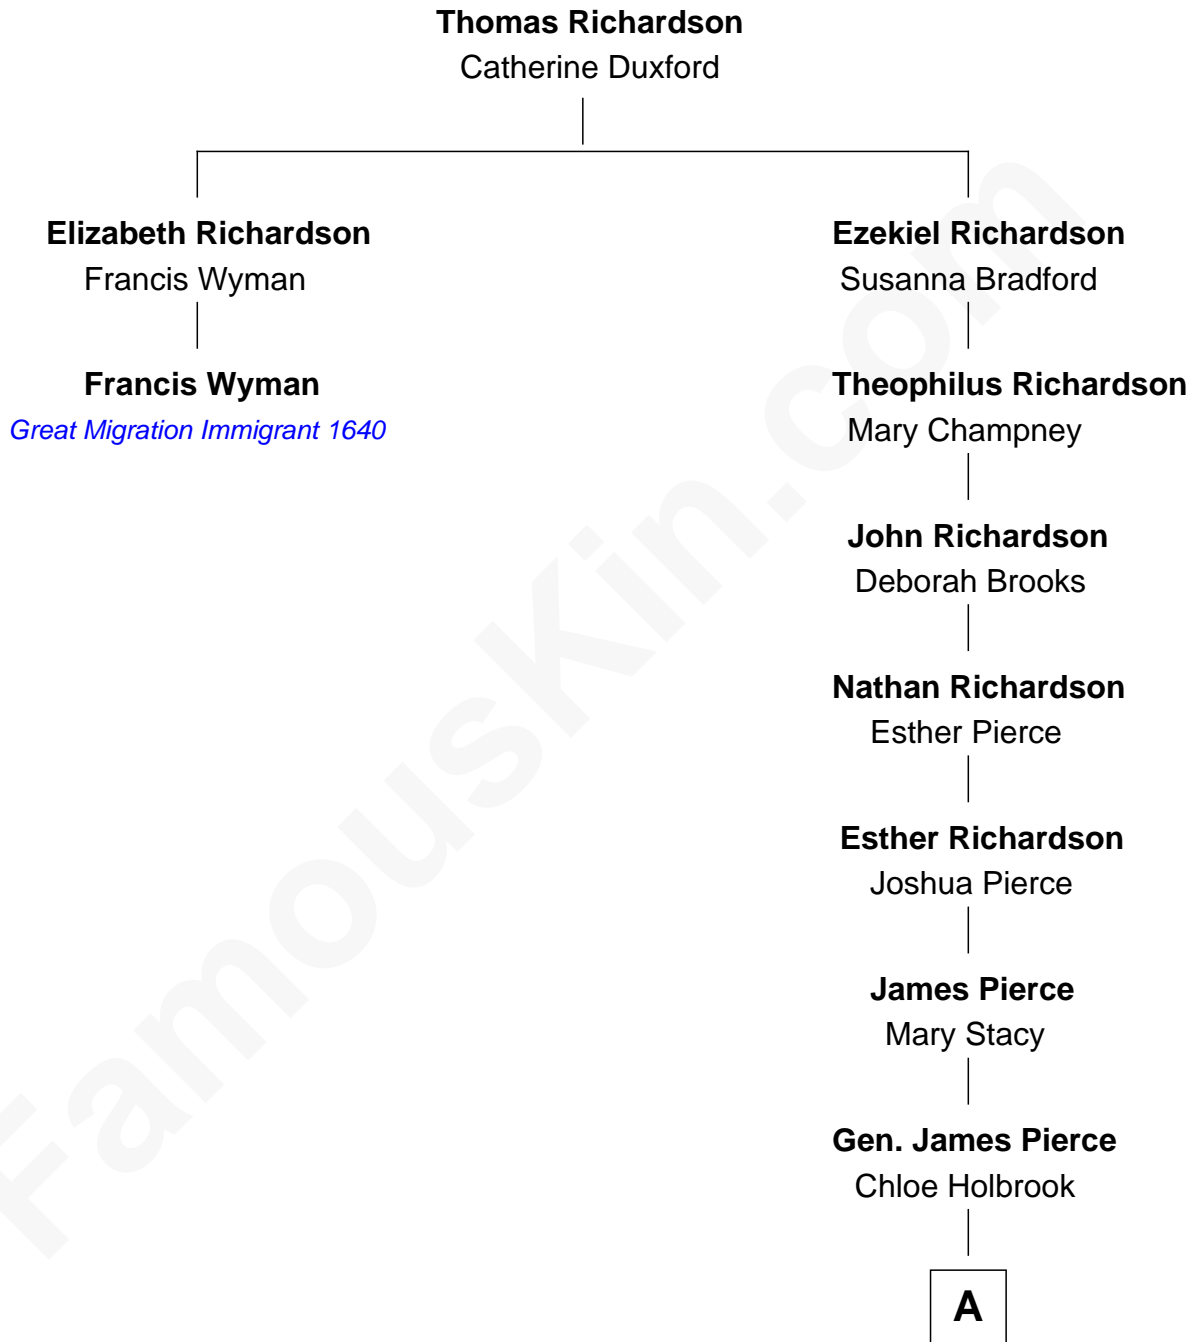 Thomas Richardson
Catherine Duxford
Elizabeth Richardson
Francis Wyman
Francis Wyman
Great Migration Immigrant 1640
Ezekiel Richardson
Susanna Bradford
Theophilus Richardson
Mary Champney
John Richardson
Deborah Brooks
Nathan Richardson
Esther Pierce
Esther Richardson
Joshua Pierce
James Pierce
Mary Stacy
Gen. James Pierce
Chloe Holbrook
A
FamousKin.com